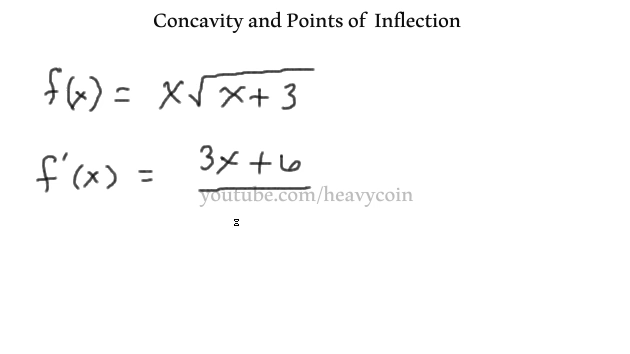 Concavity and Points of Inflection
f(x) = x√x+3
f'(x) = 3x+6
youtube.com/heavycoin